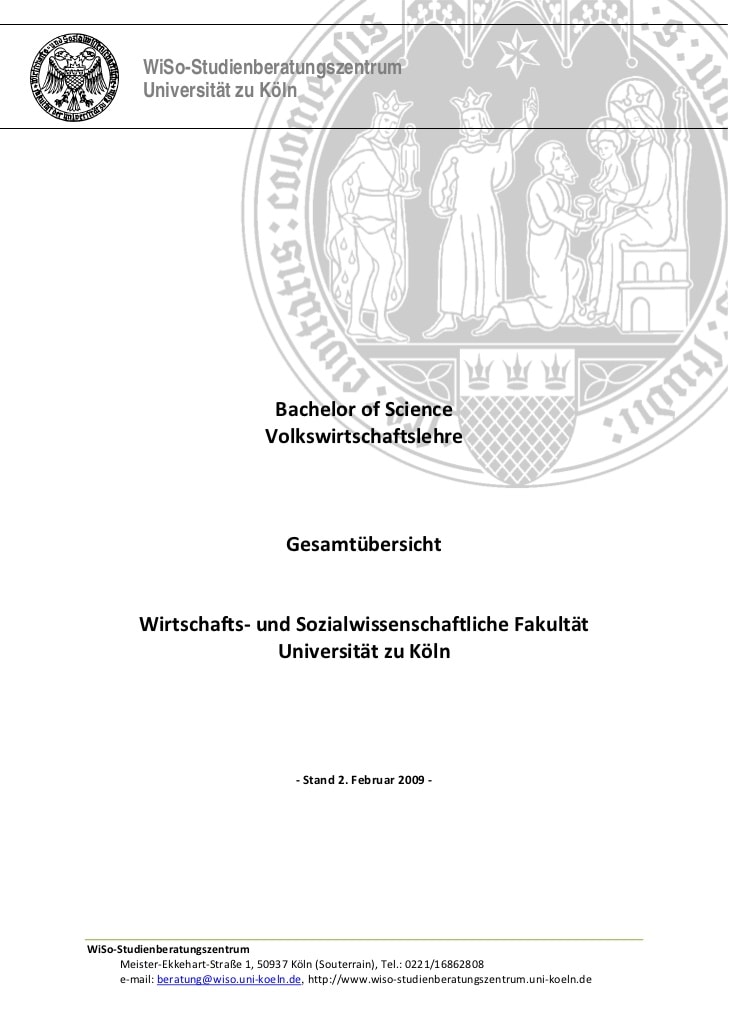 WiSo-Studienberatungszentrum
Universität zu Köln
Bachelor of Science
Volkswirtschaftslehre
Gesamtübersicht
Wirtschafts- und Sozialwissenschaftliche Fakultät
Universität zu Köln
- Stand 2. Februar 2009 -
WiSo-Studienberatungszentrum
Meister-Ekkehart-Straße 1, 50937 Köln (Souterrain), Tel.: 0221/16862808
e-mail: beratung@wiso.uni-koeln.de, http://www.wiso-studienberatungszentrum.uni-koeln.de